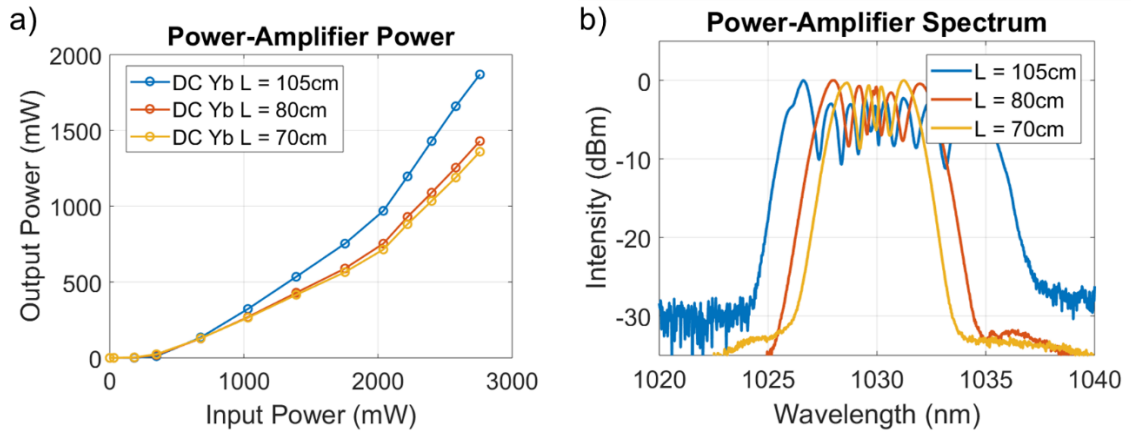 a)
Power-Amplifier Power
2000
1500
1000
500
0
Output Power (mW)
DC Yb L = 105cm
DC Yb L = 80cm
DC Yb L = 70cm
0 1000 2000 3000
Input Power (mW)
b)
Power-Amplifier Spectrum
0
-10
-20
-30
Intensity (dBm)
L = 105cm
L = 80cm
L = 70cm
1020 1025 1030 1035 1040
Wavelength (nm)